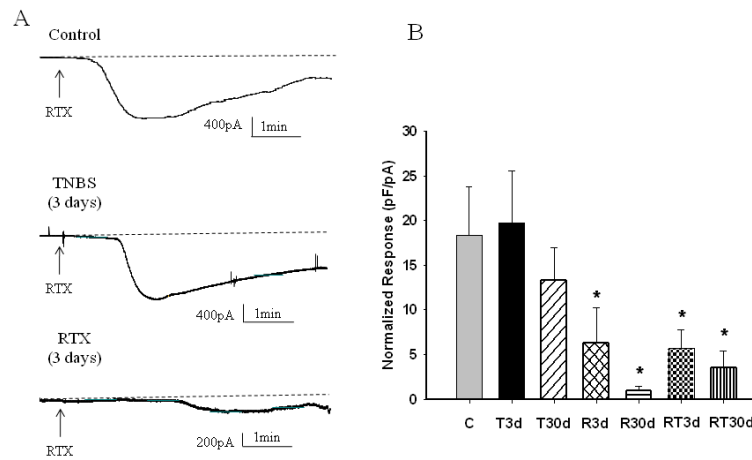 A
Control
RTX
400pA
1min
TNBS
(3 days)
RTX
400pA
1min
RTX
(3 days)
RTX
200pA
1min
B
Normalized Response (pF/pA)
30
25
20
15
10
5
0
*
*
*
*
C T3d T30d R3d R30d RT3d RT30d